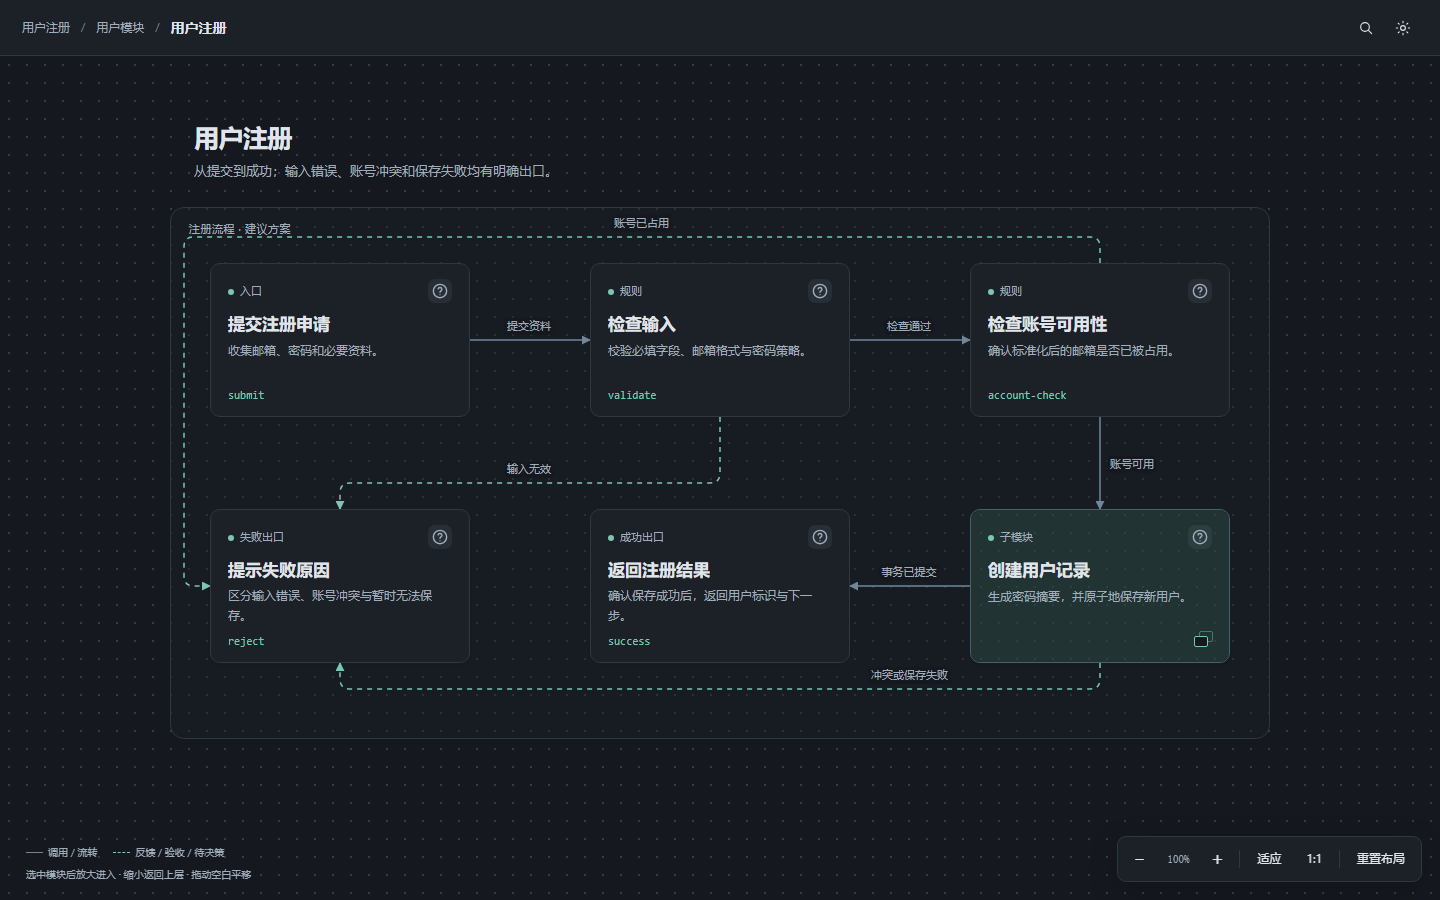 用户注册 / 用户模块 / 用户注册
用户注册
从提交到成功；输入错误、账号冲突和保存失败均有明确出口。
注册流程 · 建议方案
账号已占用
入口
提交注册申请
收集邮箱、密码和必要资料。
submit
提交资料
规则
检查输入
校验必填字段、邮箱格式与密码策略。
validate
检查通过
规则
检查账号可用性
确认标准化后的邮箱是否已被占用。
account-check
输入无效
账号可用
失败出口
提示失败原因
区分输入错误、账号冲突与暂时无法保
存。
reject
成功出口
返回注册结果
确认保存成功后，返回用户标识与下一
步。
success
事务已提交
子模块
创建用户记录
生成密码摘要，并原子地保存新用户。
冲突或保存失败
调用 / 流转 反馈 / 验收 / 待决策
选中模块后放大进入 · 缩小返回上层 · 拖动空白平移
− 100% + 适应 1:1 重置布局